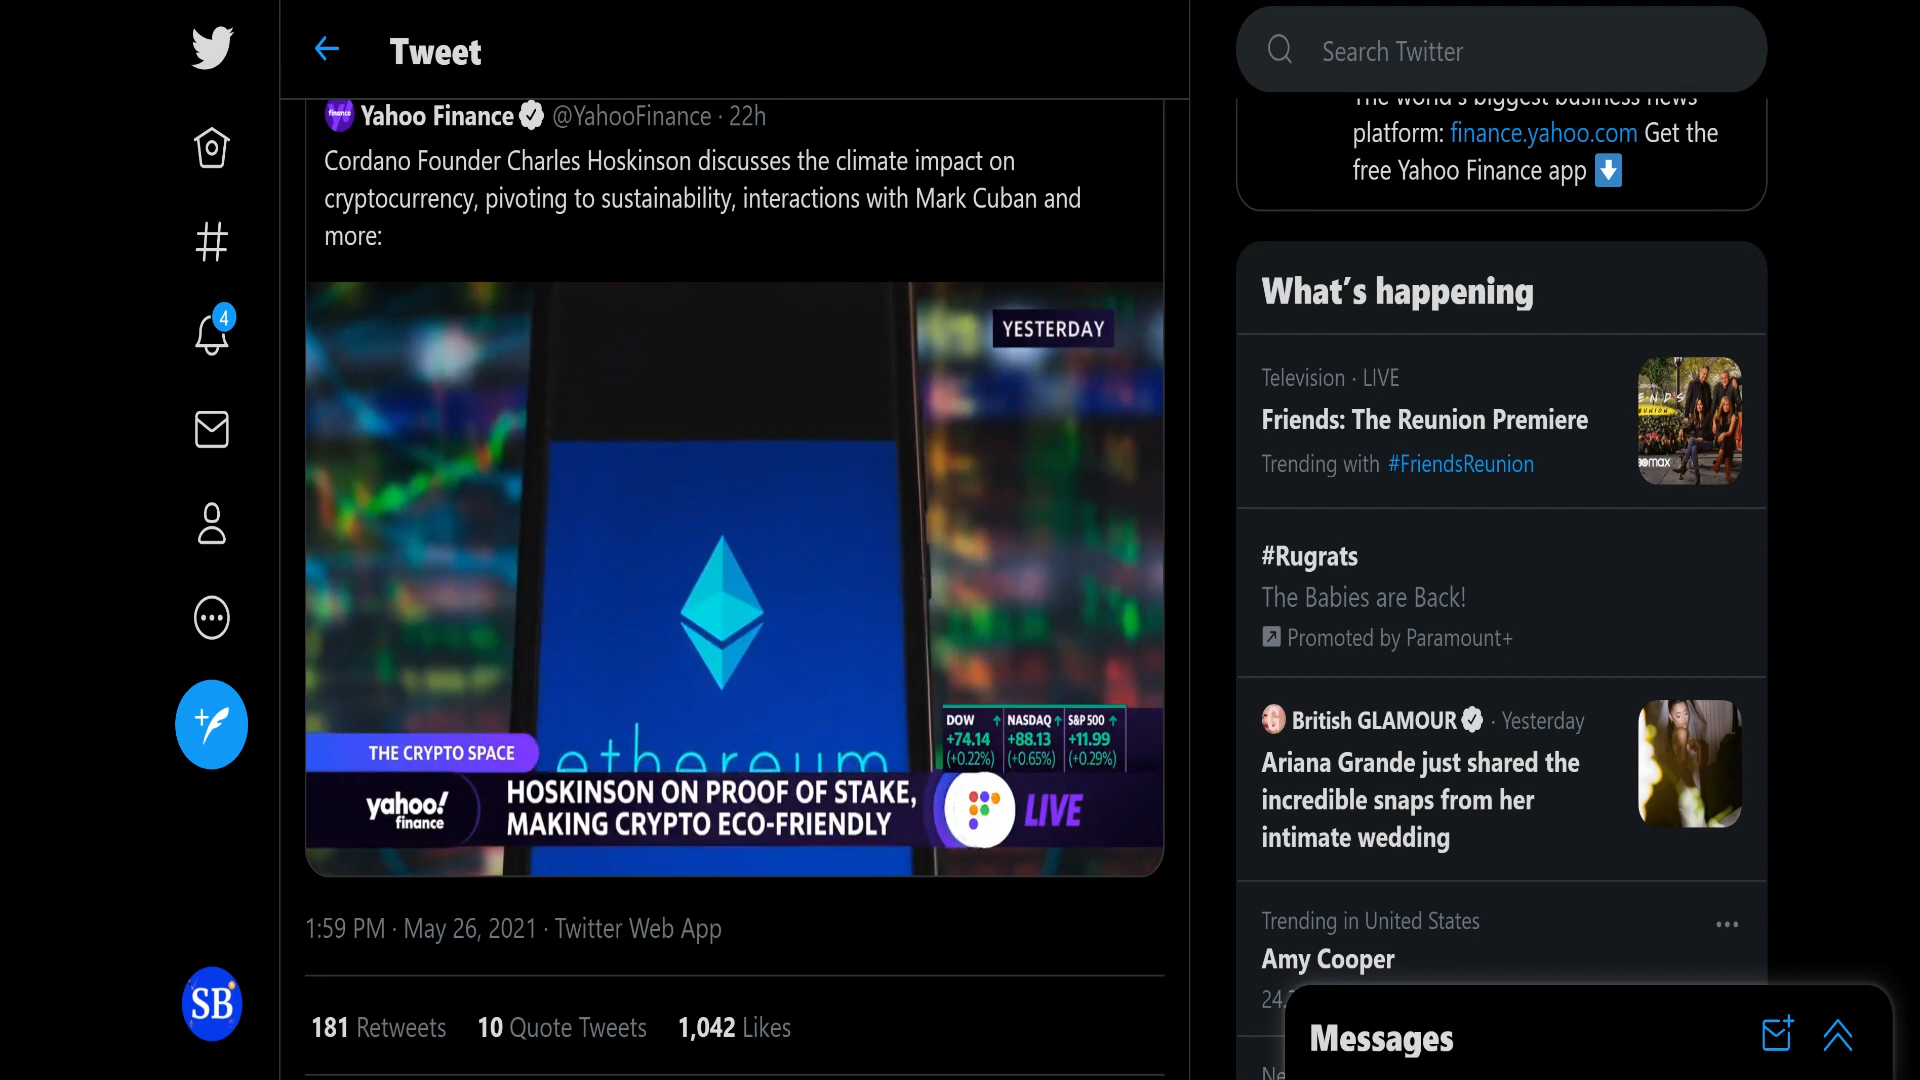 Tweet
Yahoo Finance @YahooFinance · 22h
Cordano Founder Charles Hoskinson discusses the climate impact on
cryptocurrency, pivoting to sustainability, interactions with Mark Cuban and
more:
YESTERDAY
ethereum
DOW
+74.14
(+0.22%)
NASDAQ
+88.13
(+0.65%)
S&P 500
+11.99
(+0.29%)
THE CRYPTO SPACE
yahoo!
finance
HOSKINSON ON PROOF OF STAKE,
MAKING CRYPTO ECO-FRIENDLY
LIVE
1:59 PM · May 26, 2021 · Twitter Web App
181 Retweets 10 Quote Tweets 1,042 Likes
4
SB
Search Twitter
The world's biggest business news
platform: finance.yahoo.com Get the
free Yahoo Finance app
What's happening
Television · LIVE
Friends: The Reunion Premiere
Trending with #FriendsReunion
#Rugrats
The Babies are Back!
Promoted by Paramount+
British GLAMOUR · Yesterday
Ariana Grande just shared the
incredible snaps from her
intimate wedding
Trending in United States
Amy Cooper
Messages